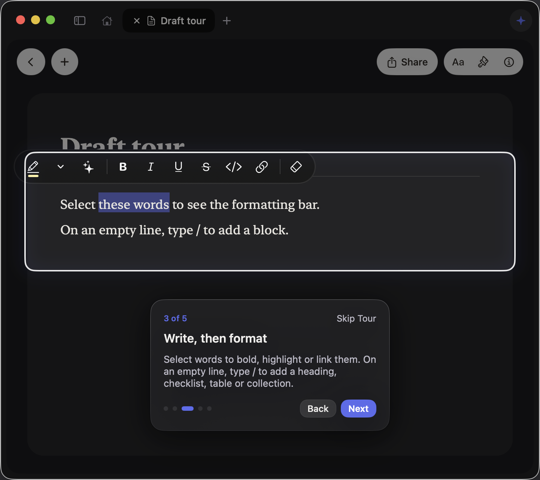 Draft tour
Share
Aa
Draft tour
B I U S </>
Select these words to see the formatting bar.
On an empty line, type / to add a block.
3 of 5
Skip Tour
Write, then format
Select words to bold, highlight or link them. On
an empty line, type / to add a heading,
checklist, table or collection.
Back
Next